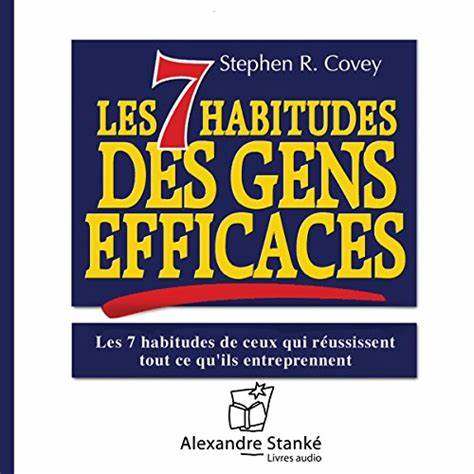 Stephen R. Covey
LES 7 HABITUDES
DES GENS
EFFICACES
Les 7 habitudes de ceux qui réussissent
tout ce qu'ils entreprennent
Alexandre Stanké
Livres audio